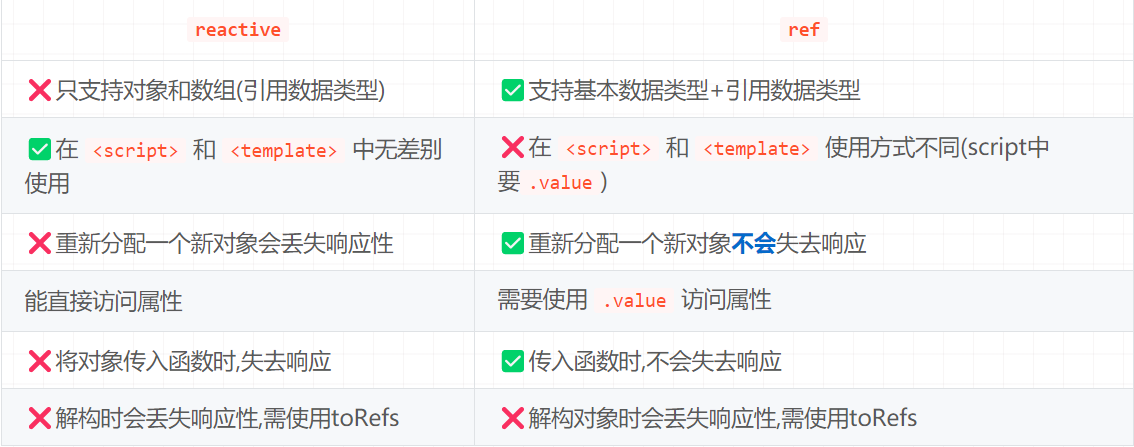 reactive
ref
❌只支持对象和数组(引用数据类型)
✅支持基本数据类型+引用数据类型
✅在 <script> 和 <template> 中无差别
使用
❌在 <script> 和 <template> 使用方式不同(script中
要 .value )
❌重新分配一个新对象会丢失响应性
✅重新分配一个新对象不会失去响应
能直接访问属性
需要使用 .value 访问属性
❌将对象传入函数时,失去响应
✅传入函数时,不会失去响应
❌解构时会丢失响应性,需使用toRefs
❌解构对象时会丢失响应性,需使用toRefs